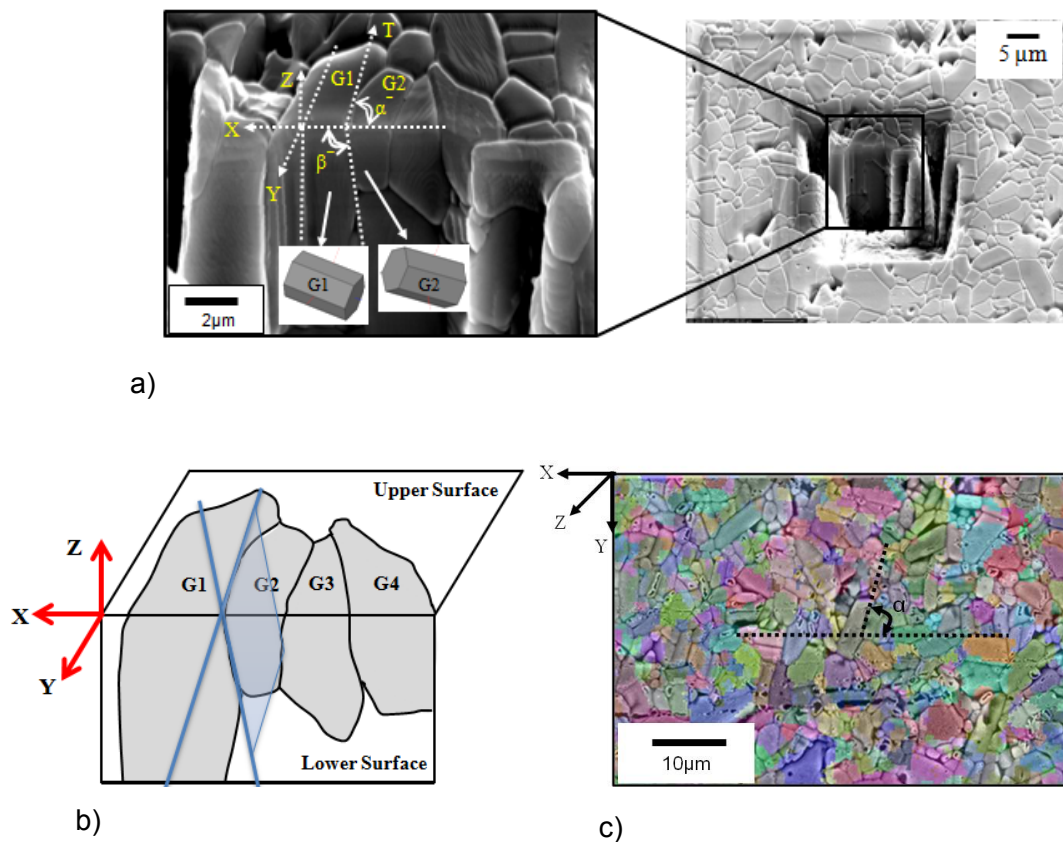 T
Z
G1
G2
α⁻
X
β⁻
Y
G1
G2
2μm
5 μm
a)
Upper Surface
Z
G1
G2
G3
G4
X
Y
Lower Surface
b)
X
Z
Y
α
10μm
c)